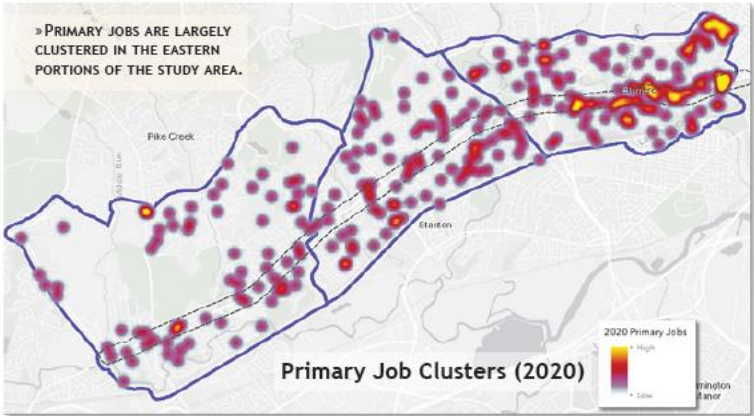 » PRIMARY JOBS ARE LARGELY
CLUSTERED IN THE EASTERN
PORTIONS OF THE STUDY AREA.
Pike Creek
Elsmere
Stanton
2020 Primary Jobs
High
Low
Primary Job Clusters (2020)
Manor